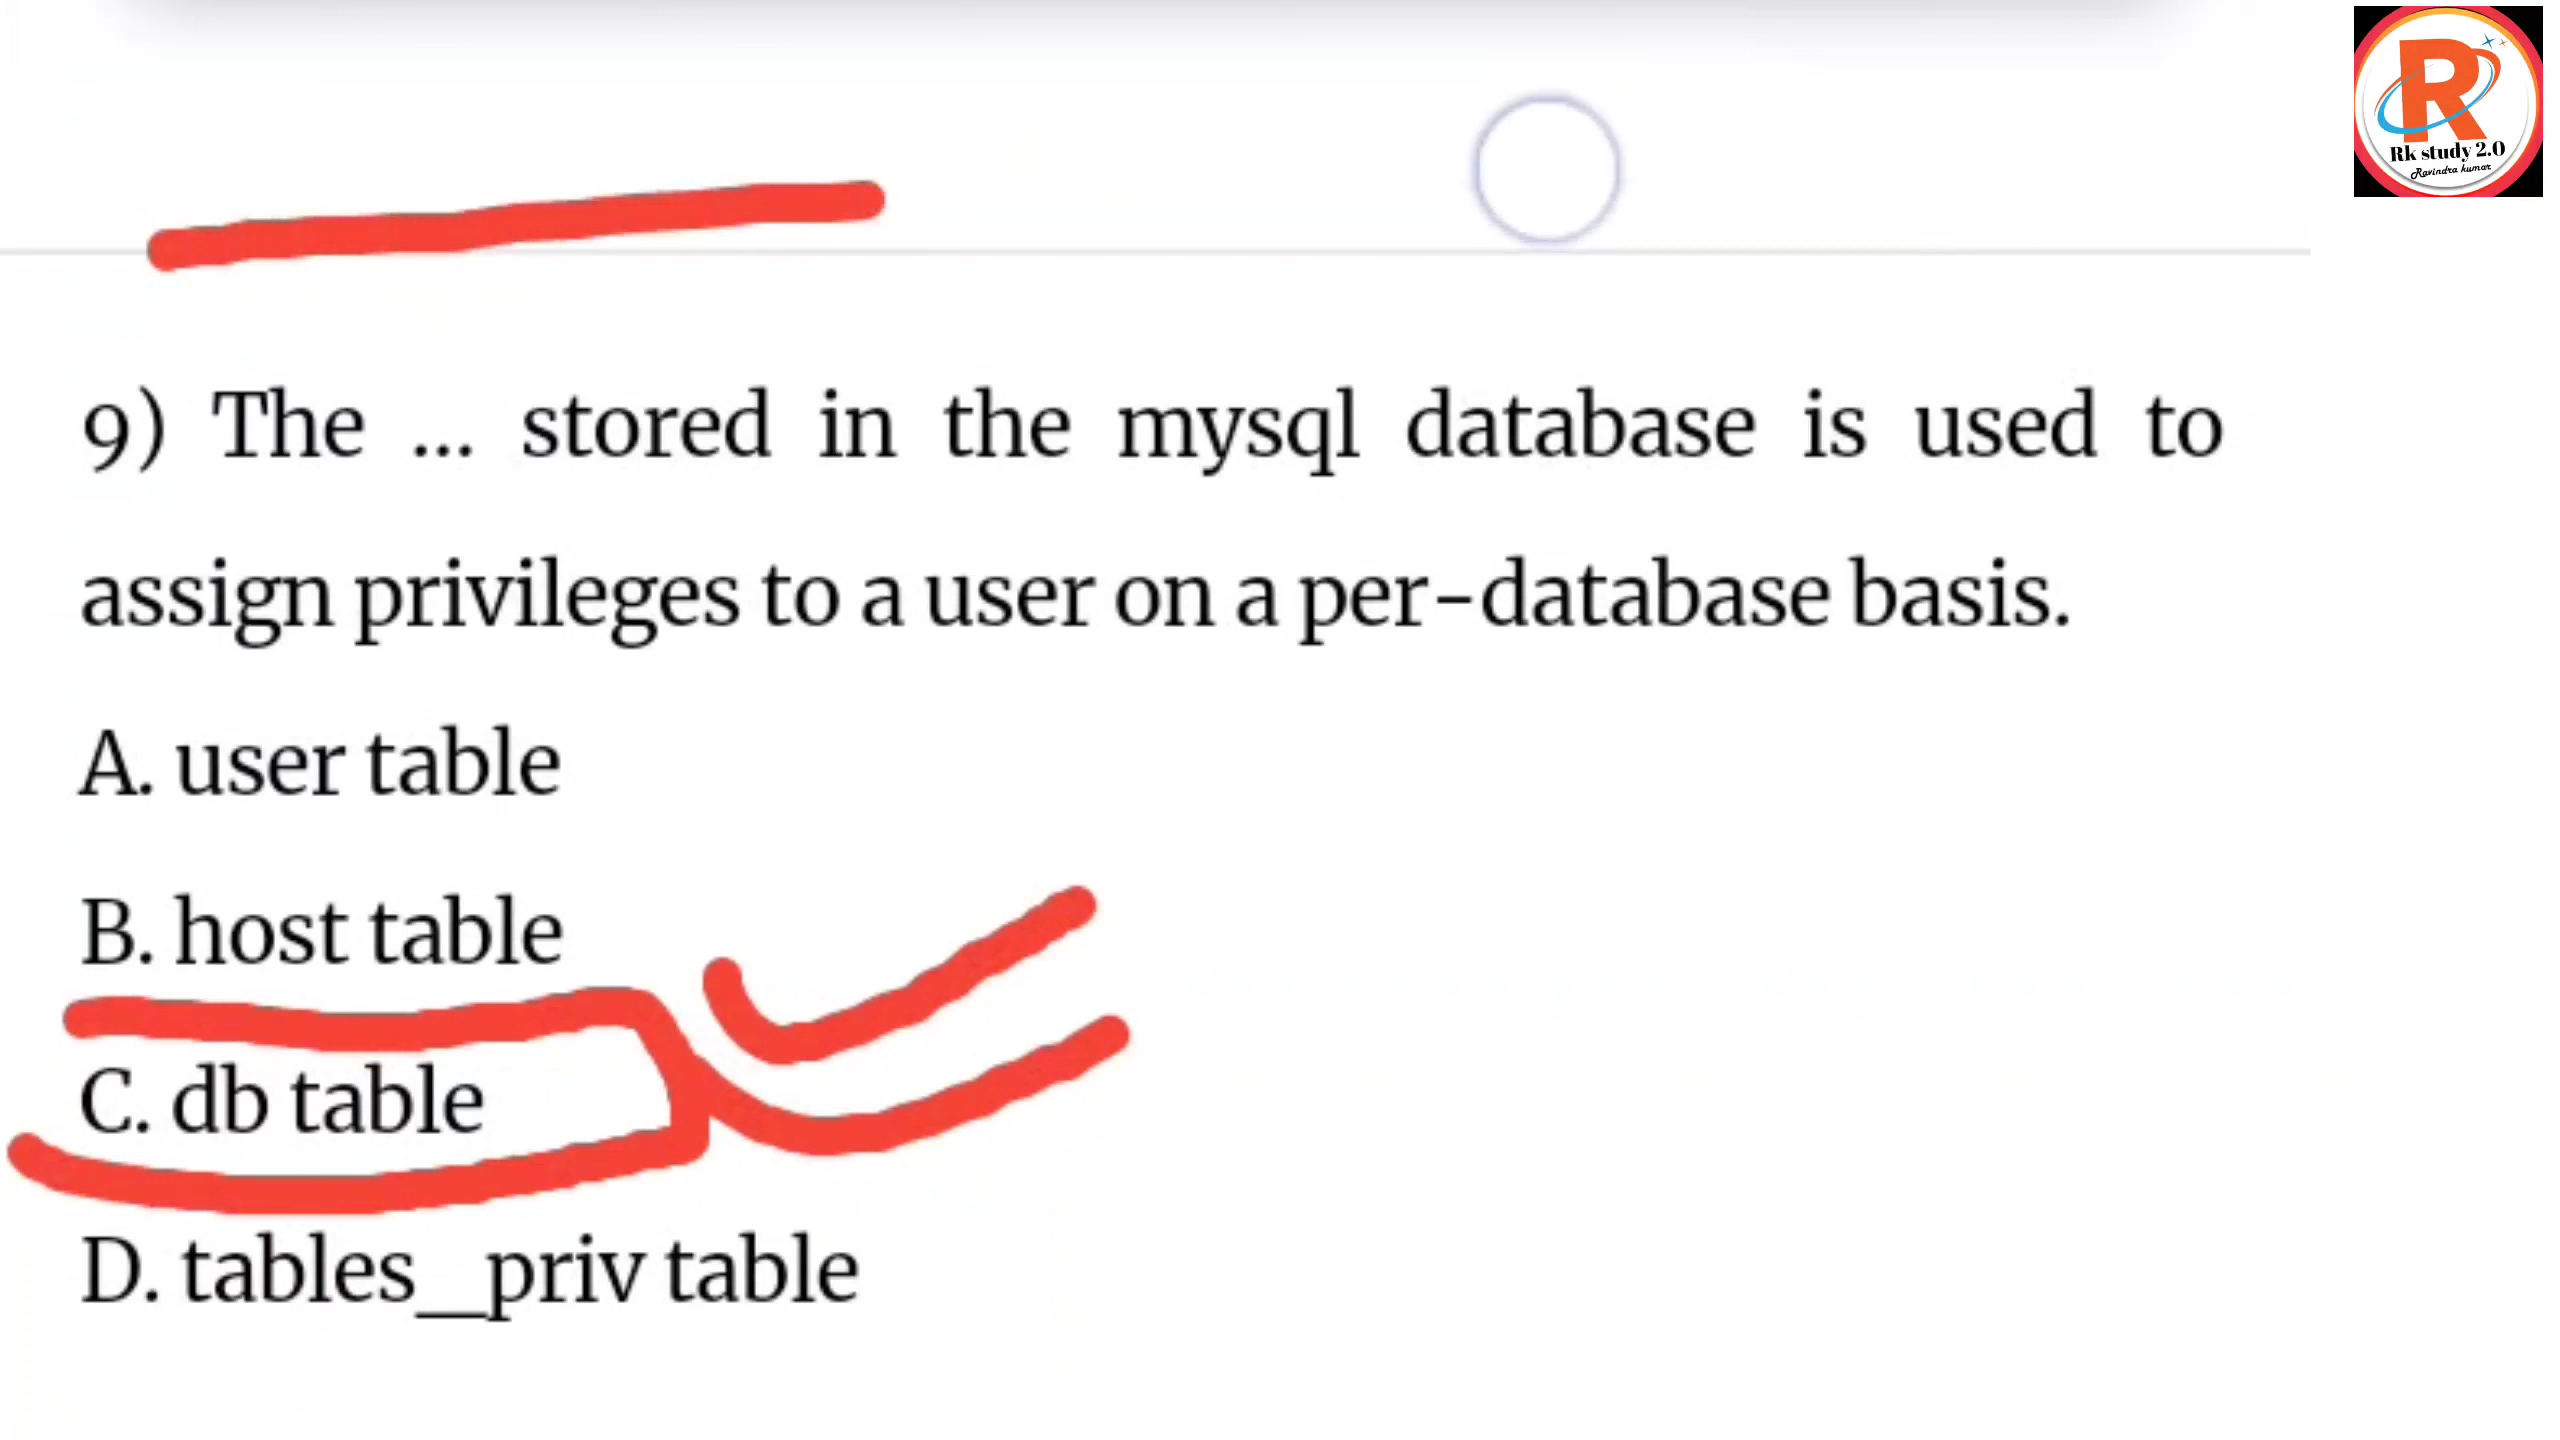 Rk study 2.0
Ravindra kumar
9) The ... stored in the mysql database is used to
assign privileges to a user on a per-database basis.
A. user table
B. host table
C. db table
D. tables_priv table